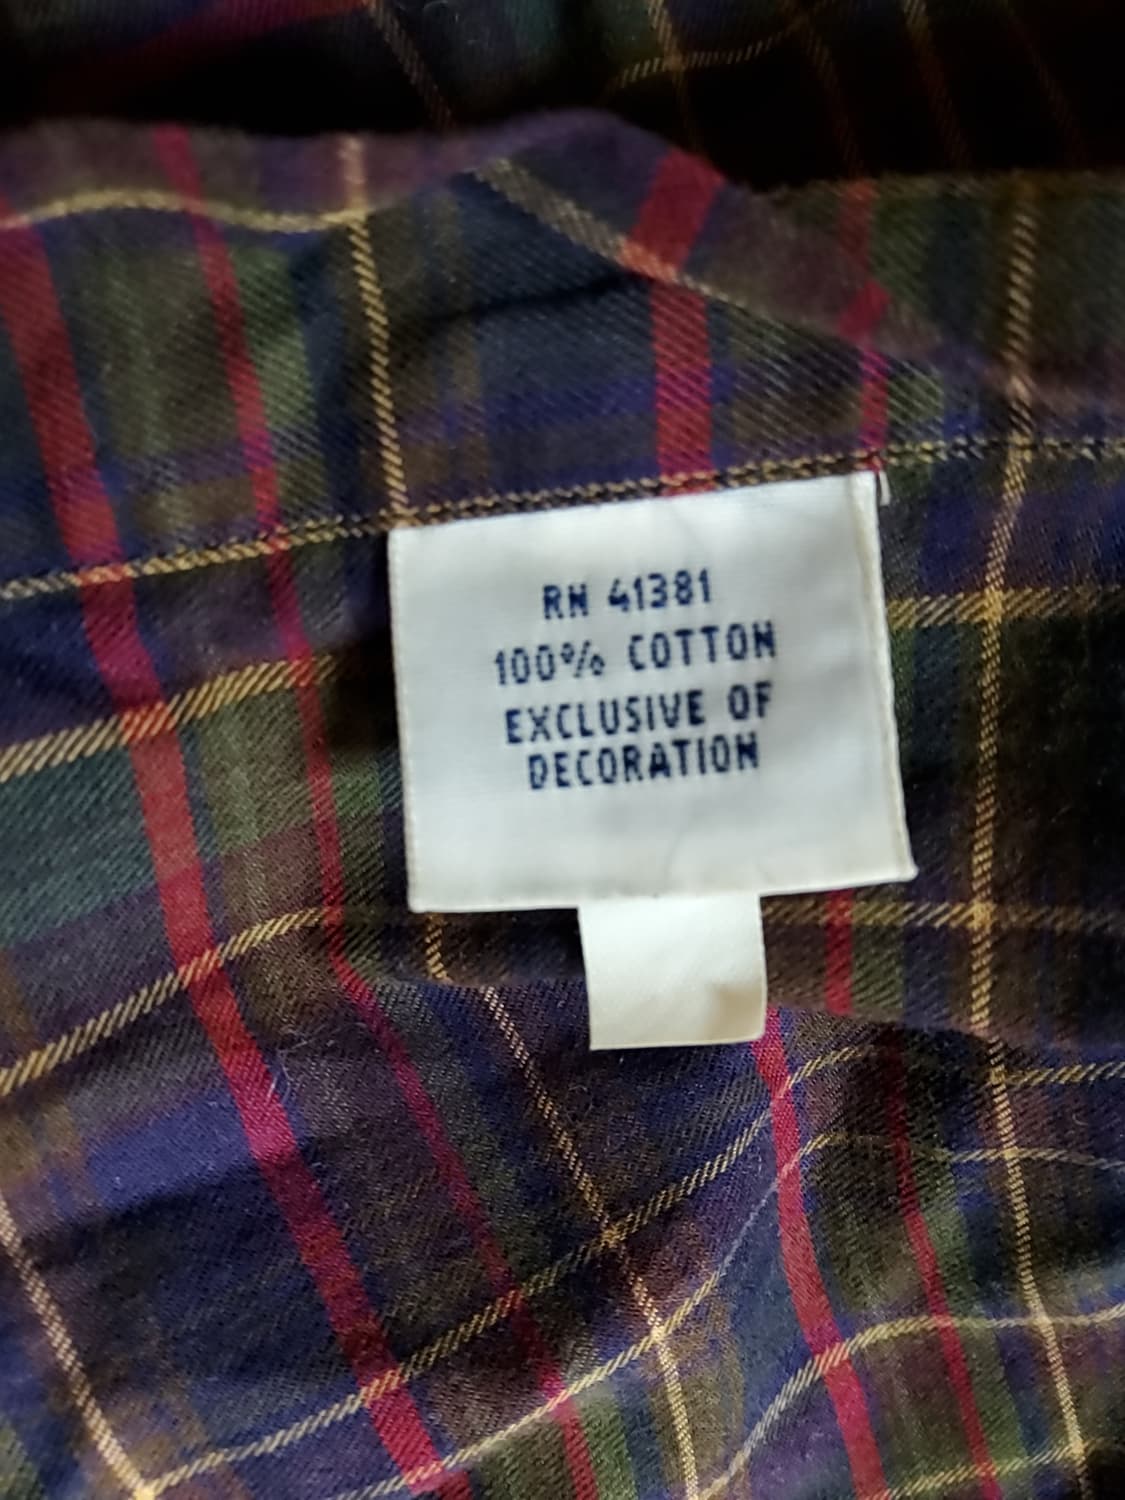 RN 41381
100% COTTON
EXCLUSIVE OF
DECORATION